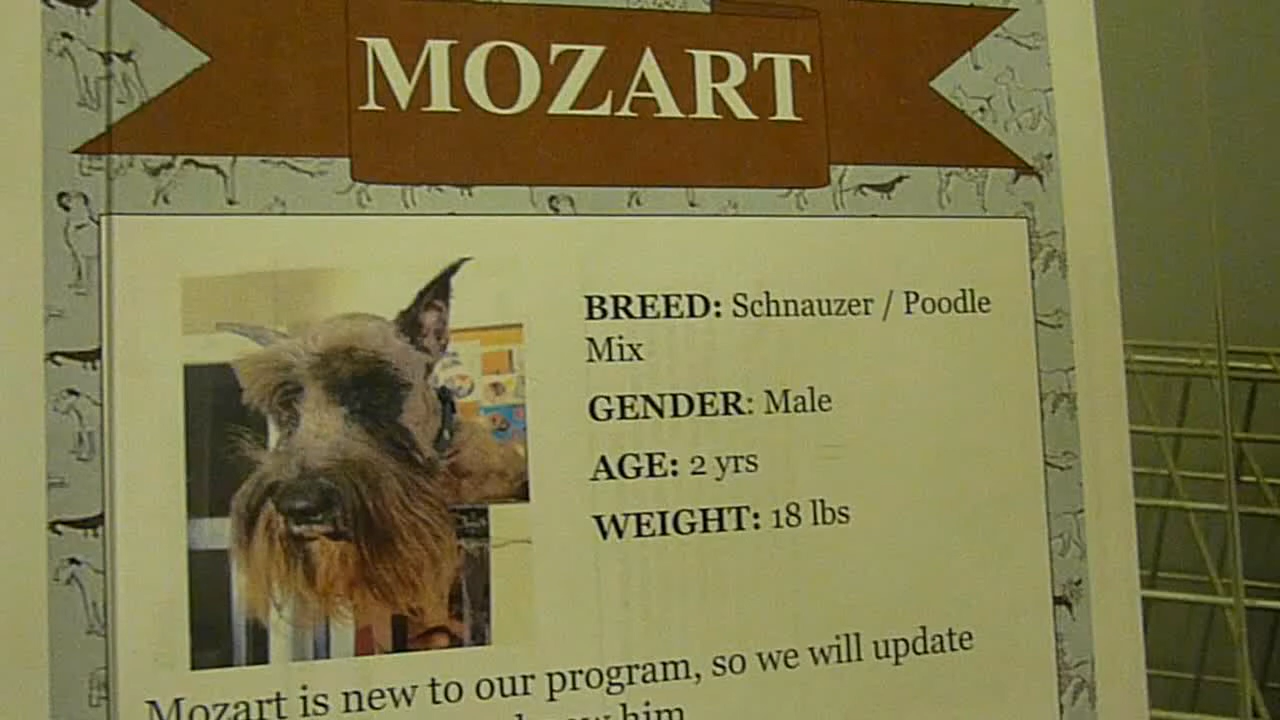 MOZART
BREED: Schnauzer / Poodle
Mix
GENDER: Male
AGE: 2 yrs
WEIGHT: 18 lbs
Mozart is new to our program, so we will update
him